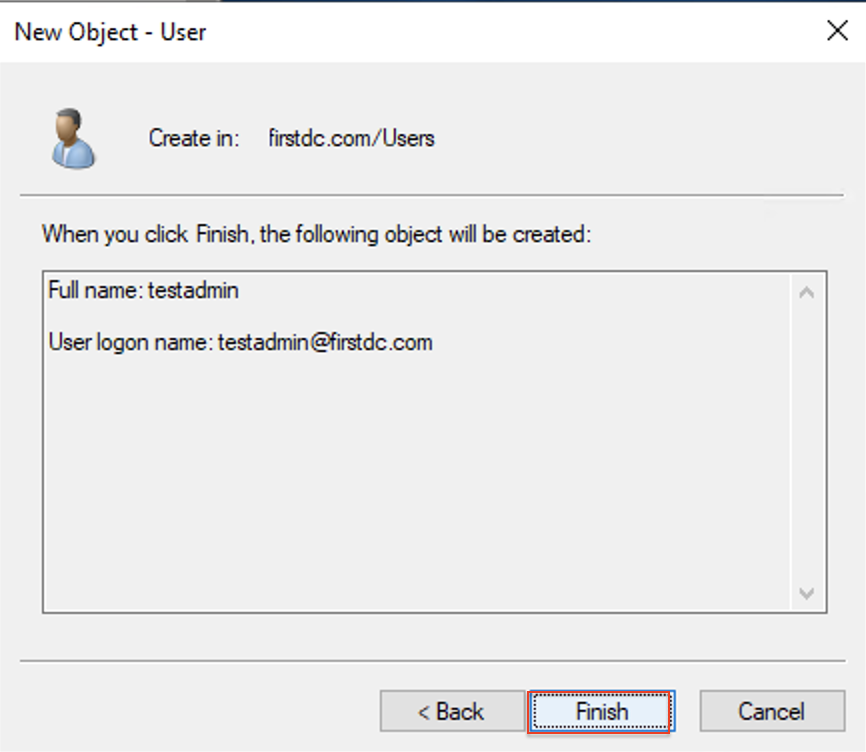 New Object - User
Create in: firstdc.com/Users
When you click Finish, the following object will be created:
Full name: testadmin
User logon name: testadmin@firstdc.com
< Back
Finish
Cancel